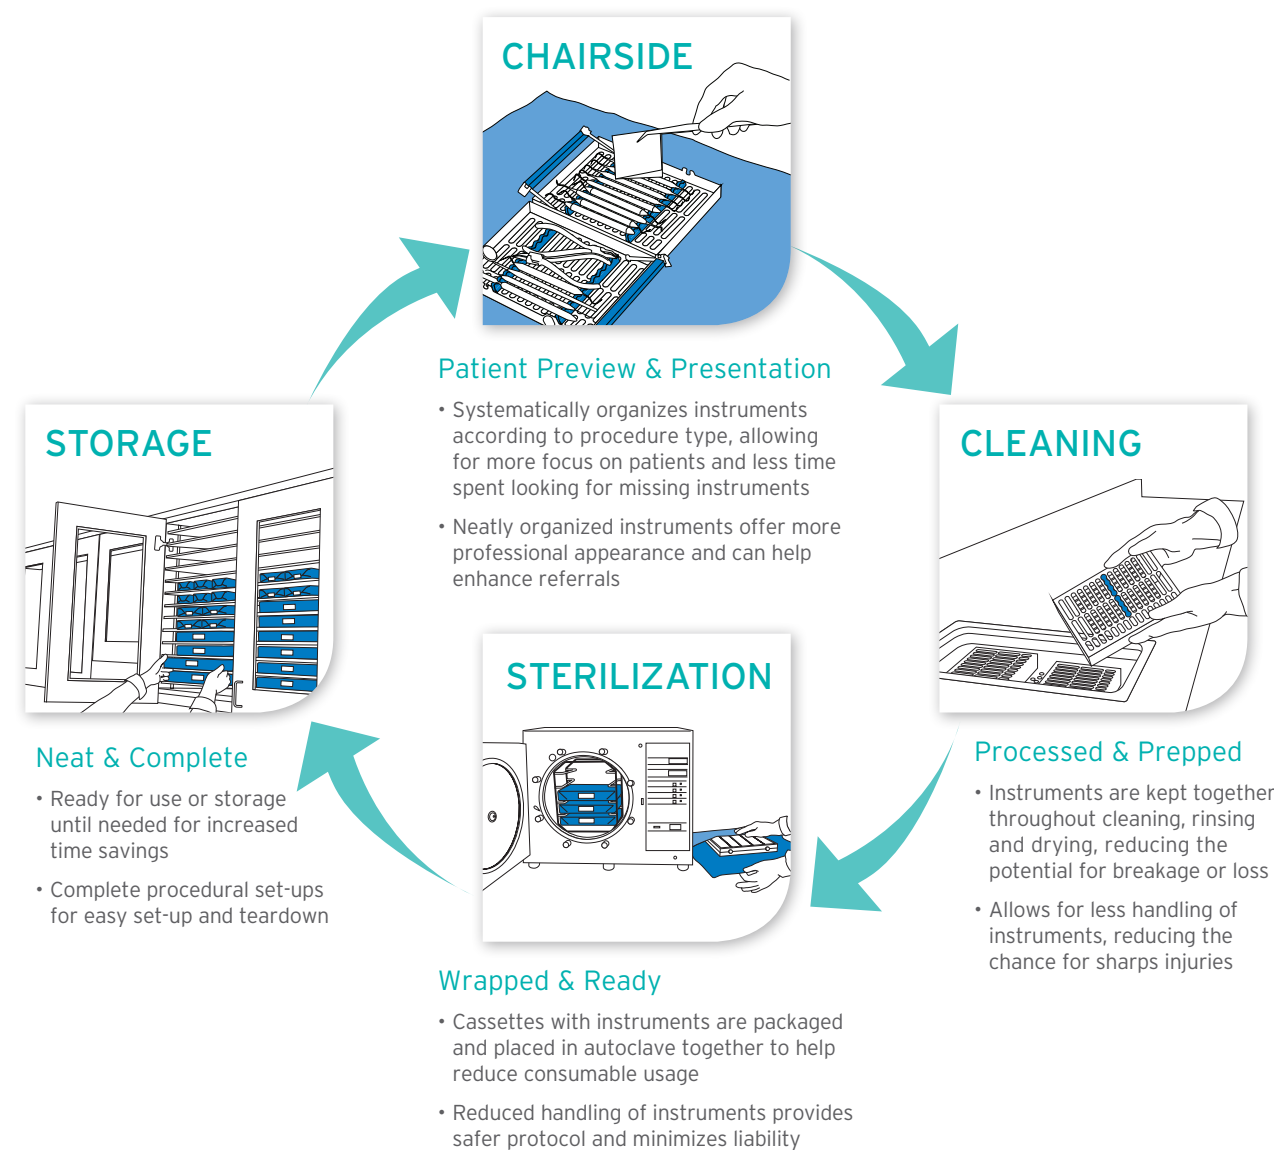 CHAIRSIDE
Patient Preview & Presentation
• Systematically organizes instruments
according to procedure type, allowing
for more focus on patients and less time
spent looking for missing instruments
• Neatly organized instruments offer more
professional appearance and can help
enhance referrals
CLEANING
Processed & Prepped
• Instruments are kept together
throughout cleaning, rinsing
and drying, reducing the
potential for breakage or loss
• Allows for less handling of
instruments, reducing the
chance for sharps injuries
STERILIZATION
Wrapped & Ready
• Cassettes with instruments are packaged
and placed in autoclave together to help
reduce consumable usage
• Reduced handling of instruments provides
safer protocol and minimizes liability
STORAGE
Neat & Complete
• Ready for use or storage
until needed for increased
time savings
• Complete procedural set-ups
for easy set-up and teardown